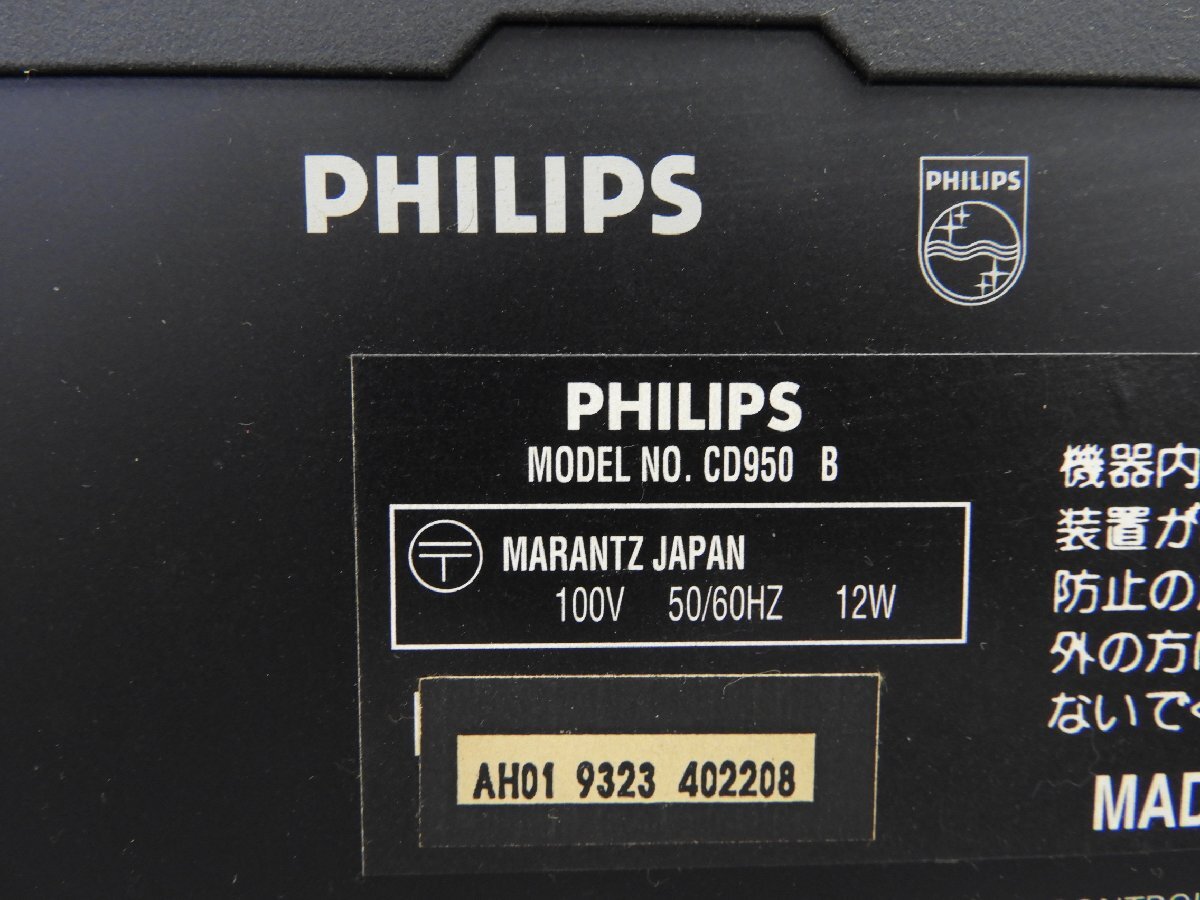 PHILIPS
PHILIPS
PHILIPS
MODEL NO. CD950 B
MARANTZ JAPAN
100V 50/60HZ 12W
AH01 9323 402208
機器内
装置が
防止の
外の方
ないで
MAD